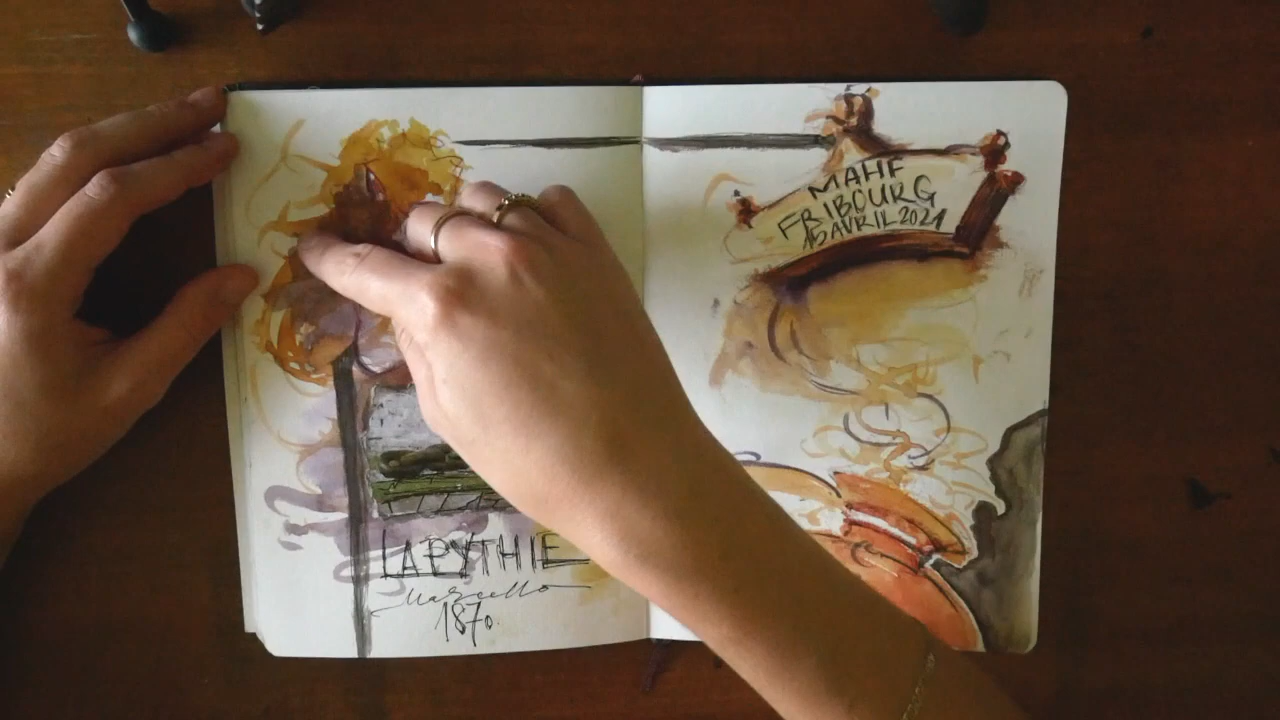 LA PYTHIE
Marcello
1870.
MAHF
FRIBOURG
15 AVRIL 2021